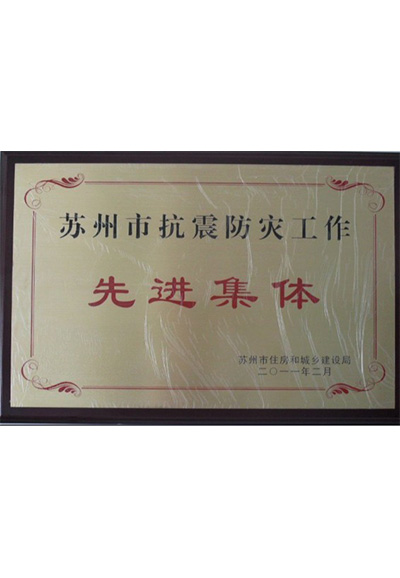 苏州市抗震防灾工作
先进集体
苏州市住房和城乡建设局
二〇一一年二月